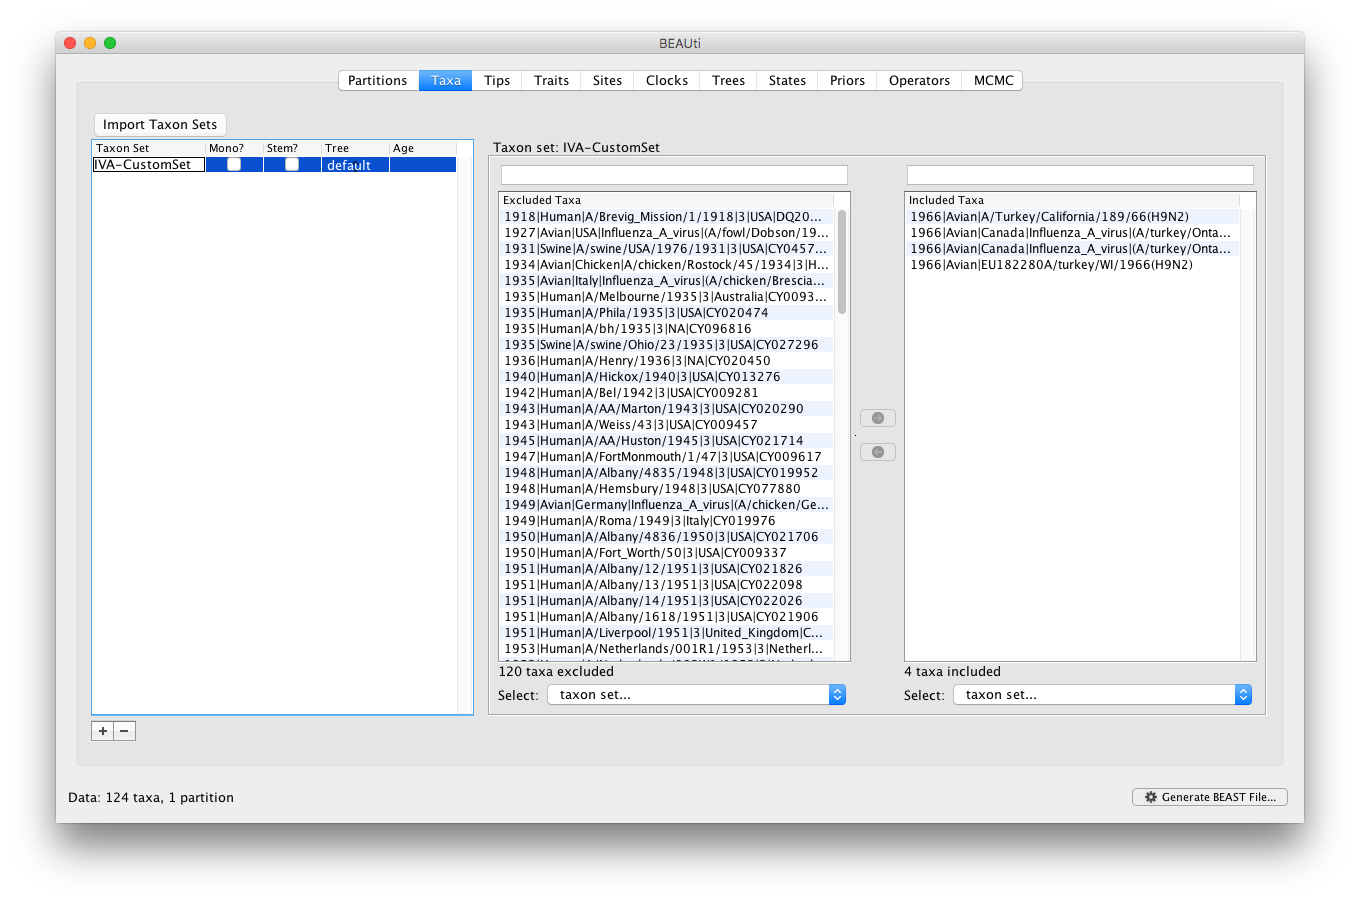 BEAUti
Partitions Taxa Tips Traits Sites Clocks Trees States Priors Operators MCMC
Import Taxon Sets
Taxon Set Mono? Stem? Tree Age
IVA-CustomSet default
Taxon set: IVA-CustomSet
Excluded Taxa
1918|Human|A/Brevig_Mission/1/1918|3|USA|DQ20...
1927|Avian|USA|Influenza_A_virus|(A/fowl/Dobson/19...
1931|Swine|A/swine/USA/1976/1931|3|USA|CY0457...
1934|Avian|Chicken|A/chicken/Rostock/45/1934|3|H...
1935|Avian|Italy|Influenza_A_virus|(A/chicken/Brescia...
1935|Human|A/Melbourne/1935|3|Australia|CY0093...
1935|Human|A/Phila/1935|3|USA|CY020474
1935|Human|A/bh/1935|3|NA|CY096816
1935|Swine|A/swine/Ohio/23/1935|3|USA|CY027296
1936|Human|A/Henry/1936|3|NA|CY020450
1940|Human|A/Hickox/1940|3|USA|CY013276
1942|Human|A/Bel/1942|3|USA|CY009281
1943|Human|A/AA/Marton/1943|3|USA|CY020290
1943|Human|A/Weiss/43|3|USA|CY009457
1945|Human|A/AA/Huston/1945|3|USA|CY021714
1947|Human|A/FortMonmouth/1/47|3|USA|CY009617
1948|Human|A/Albany/4835/1948|3|USA|CY019952
1948|Human|A/Hemsbury/1948|3|USA|CY077880
1949|Avian|Germany|Influenza_A_virus|(A/chicken/Ge...
1949|Human|A/Roma/1949|3|Italy|CY019976
1950|Human|A/Albany/4836/1950|3|USA|CY021706
1950|Human|A/Fort_Worth/50|3|USA|CY009337
1951|Human|A/Albany/12/1951|3|USA|CY021826
1951|Human|A/Albany/13/1951|3|USA|CY022098
1951|Human|A/Albany/14/1951|3|USA|CY022026
1951|Human|A/Albany/1618/1951|3|USA|CY021906
1951|Human|A/Liverpool/1951|3|United_Kingdom|C...
1953|Human|A/Netherlands/001R1/1953|3|Netherl...
120 taxa excluded
Select: taxon set...
Included Taxa
1966|Avian|A/Turkey/California/189/66(H9N2)
1966|Avian|Canada|Influenza_A_virus|(A/turkey/Onta...
1966|Avian|Canada|Influenza_A_virus|(A/turkey/Onta...
1966|Avian|EU182280A/turkey/WI/1966(H9N2)
4 taxa included
Select: taxon set...
+ −
Data: 124 taxa, 1 partition
Generate BEAST File...